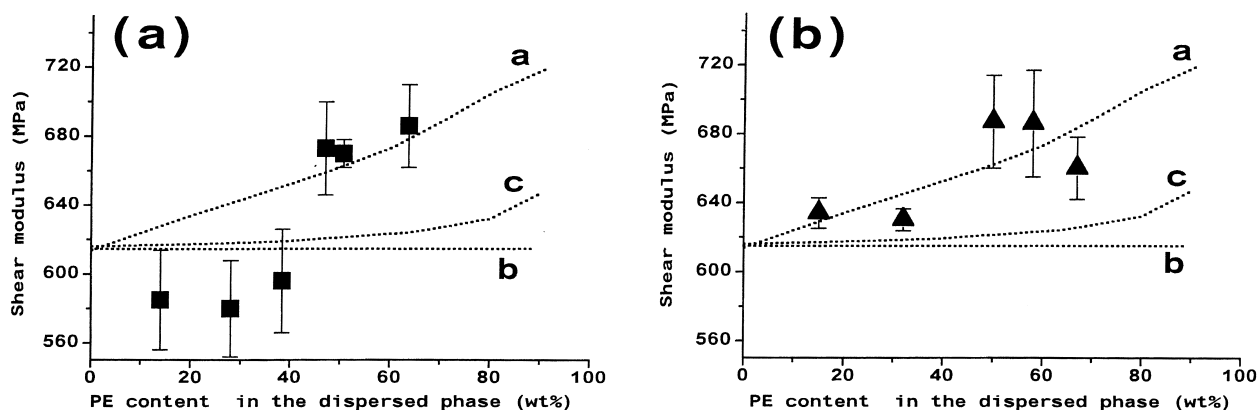 (a)
Shear modulus (MPa)
720
680
640
600
560
a
c
b
0 20 40 60 80 100
PE content in the dispersed phase (wt%)
(b)
Shear modulus (MPa)
720
680
640
600
560
a
c
b
0 20 40 60 80 100
PE content in the dispersed phase (wt%)